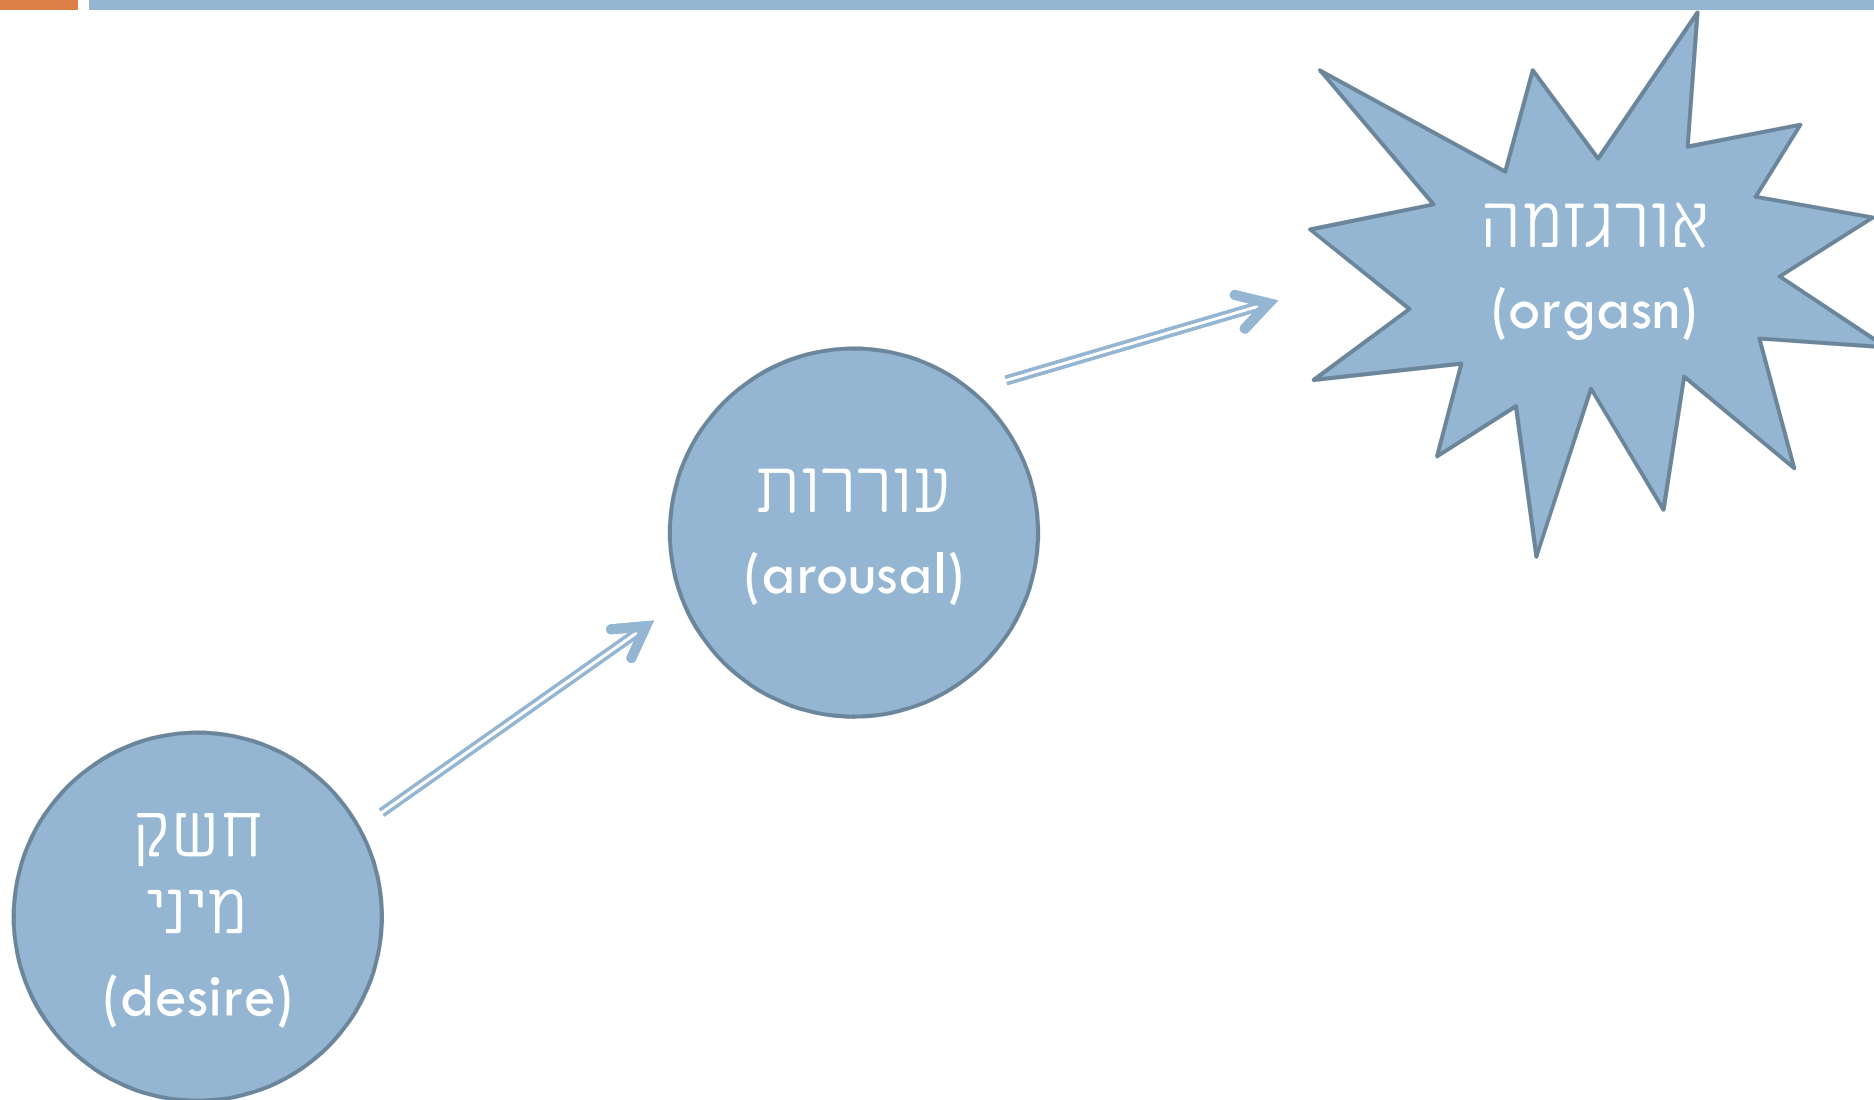 אורגזמה
(orgasn)
עוררות
(arousal)
חשק
מיני
(desire)